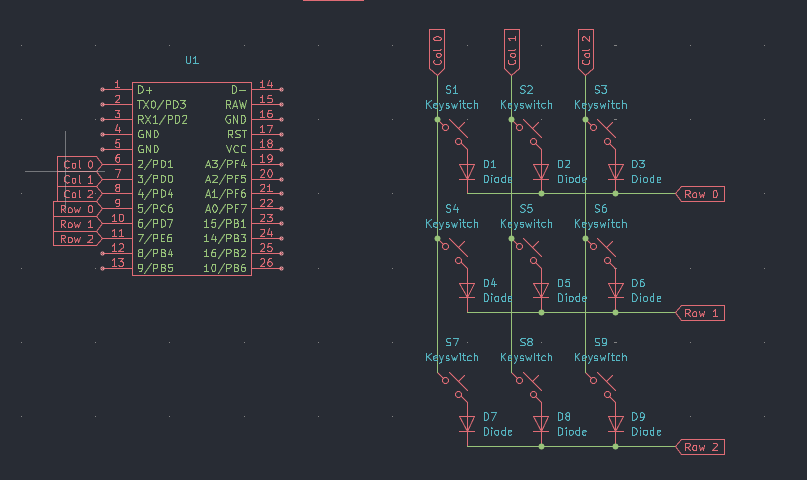 U1
1 D+ D- 14
2 TX0/PD3 RAW 15
3 RX1/PD2 GND 16
4 GND RST 17
5 GND VCC 18
Col 0 6 2/PD1 A3/PF4 19
Col 1 7 3/PD0 A2/PF5 20
Col 2 8 4/PD4 A1/PF6 21
Row 0 9 5/PC6 A0/PF7 22
Row 1 10 6/PD7 15/PB1 23
Row 2 11 7/PE6 14/PB3 24
12 8/PB4 16/PB2 25
13 9/PB5 10/PB6 26
Col 0 Col 1 Col 2
S1 S2 S3
Keyswitch Keyswitch Keyswitch
D1 D2 D3
Diode Diode Diode
Row 0
S4 S5 S6
Keyswitch Keyswitch Keyswitch
D4 D5 D6
Diode Diode Diode
Row 1
S7 S8 S9
Keyswitch Keyswitch Keyswitch
D7 D8 D9
Diode Diode Diode
Row 2